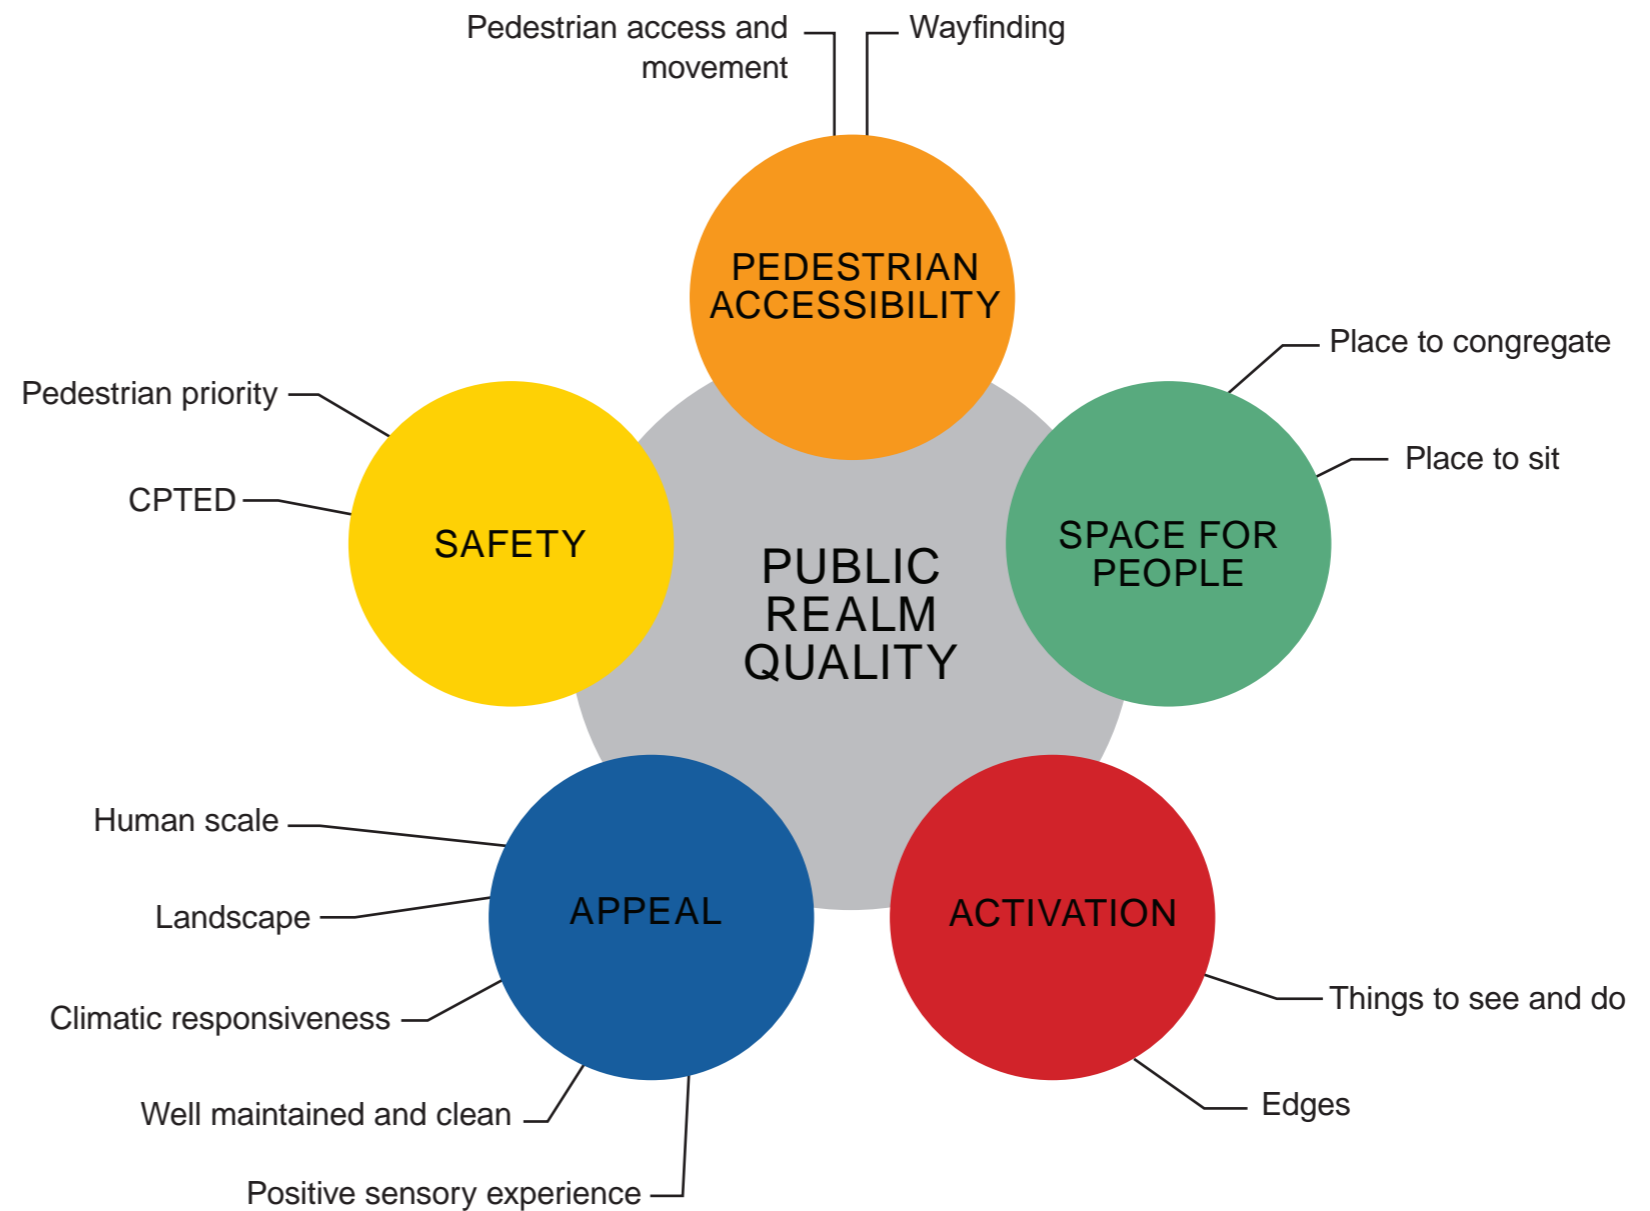 Pedestrian access and
movement
Wayfinding
PEDESTRIAN
ACCESSIBILITY
Place to congregate
Place to sit
SPACE FOR
PEOPLE
Pedestrian priority
CPTED
SAFETY
PUBLIC
REALM
QUALITY
Human scale
Landscape
Climatic responsiveness
Well maintained and clean
Positive sensory experience
APPEAL
ACTIVATION
Things to see and do
Edges